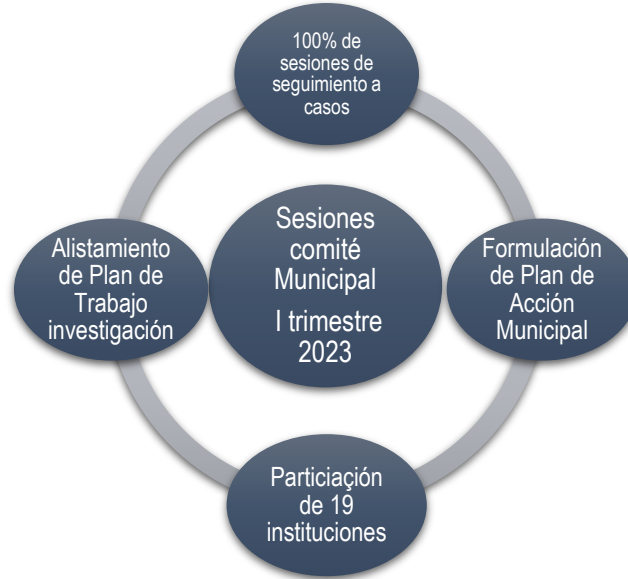 100% de
sesiones de
seguimiento a
casos
Sesiones
comité
Municipal
I trimestre
2023
Formulación
de Plan de
Acción
Municipal
Particiación
de 19
instituciones
Alistamiento
de Plan de
Trabajo
investigación